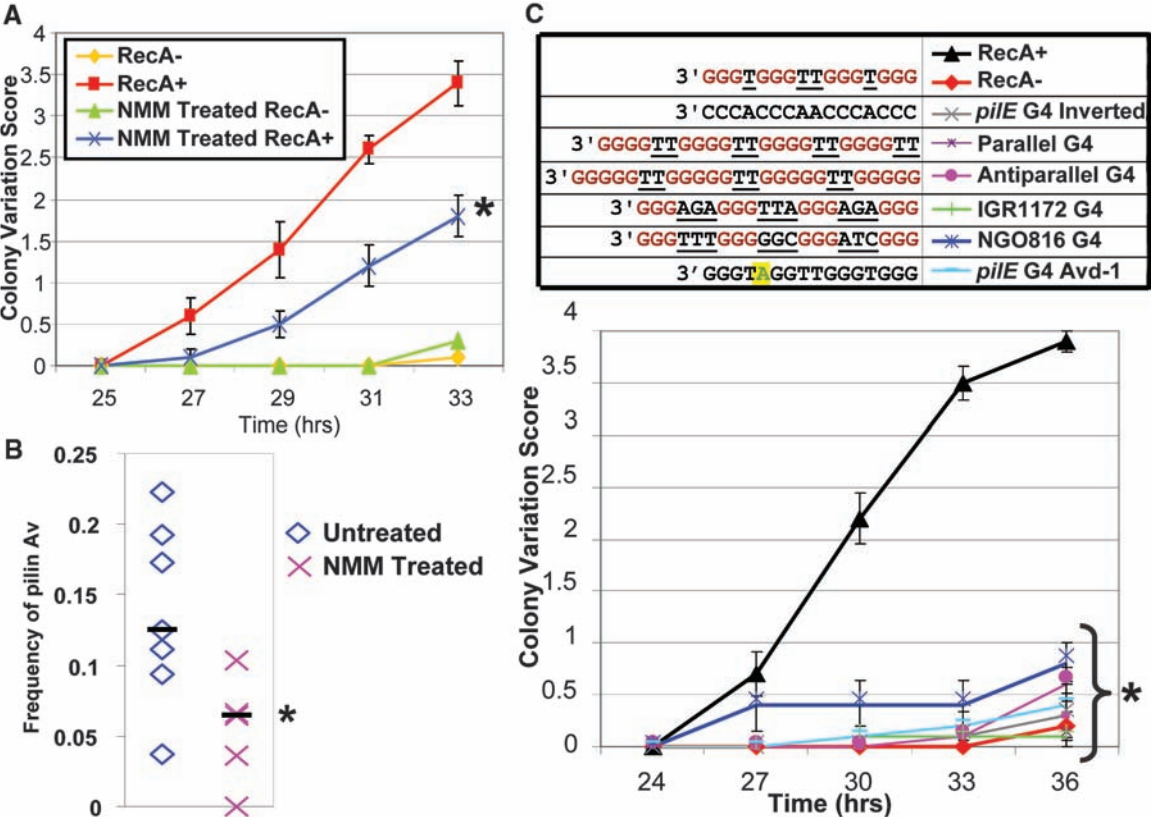 A
Colony Variation Score
4
3.5
3
2.5
2
1.5
1
0.5
0
RecA-
RecA+
NMM Treated RecA-
NMM Treated RecA+
*
25 27 29 31 33
Time (hrs)
B
Frequency of pilin Av
0.25
0.2
0.15
0.1
0.05
0
Untreated
NMM Treated
*
C
3'GGGTGGGTTGGGTGGG
3'CCCACCCAACCCACCC
3'GGGGTTGGGGTTGGGGTTGGGGTT
3'GGGGGTTGGGGGTTGGGGGTTGGGGG
3'GGGAGAGGGTTAGGGAGAGGG
3'GGGTTTGGGGGCGGGATCGGG
3'GGGTAGGTTGGGTGGG
RecA+
RecA-
pilE G4 Inverted
Parallel G4
Antiparallel G4
IGR1172 G4
NGO816 G4
pilE G4 Avd-1
Colony Variation Score
4
3.5
3
2.5
2
1.5
1
0.5
0
*
24 27 30 33 36
Time (hrs)